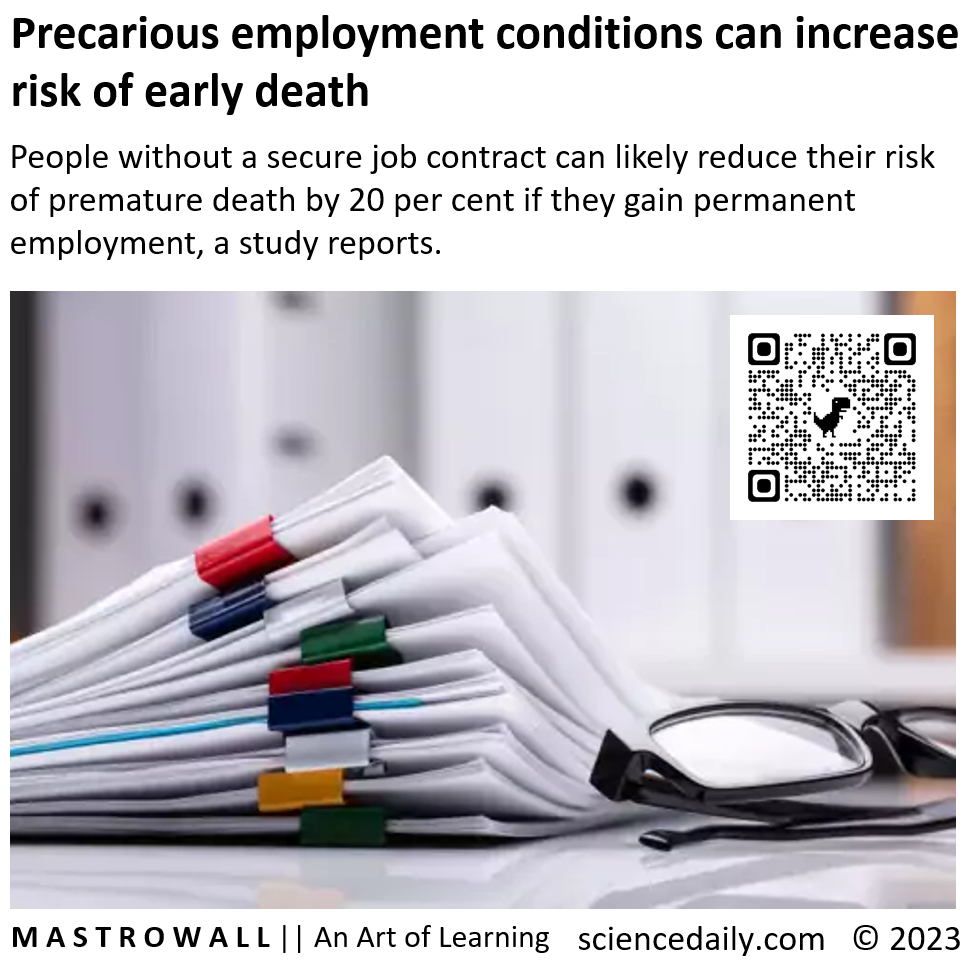 Precarious employment conditions can increase
risk of early death
People without a secure job contract can likely reduce their risk
of premature death by 20 per cent if they gain permanent
employment, a study reports.
MASTROWALL || An Art of Learning sciencedaily.com © 2023